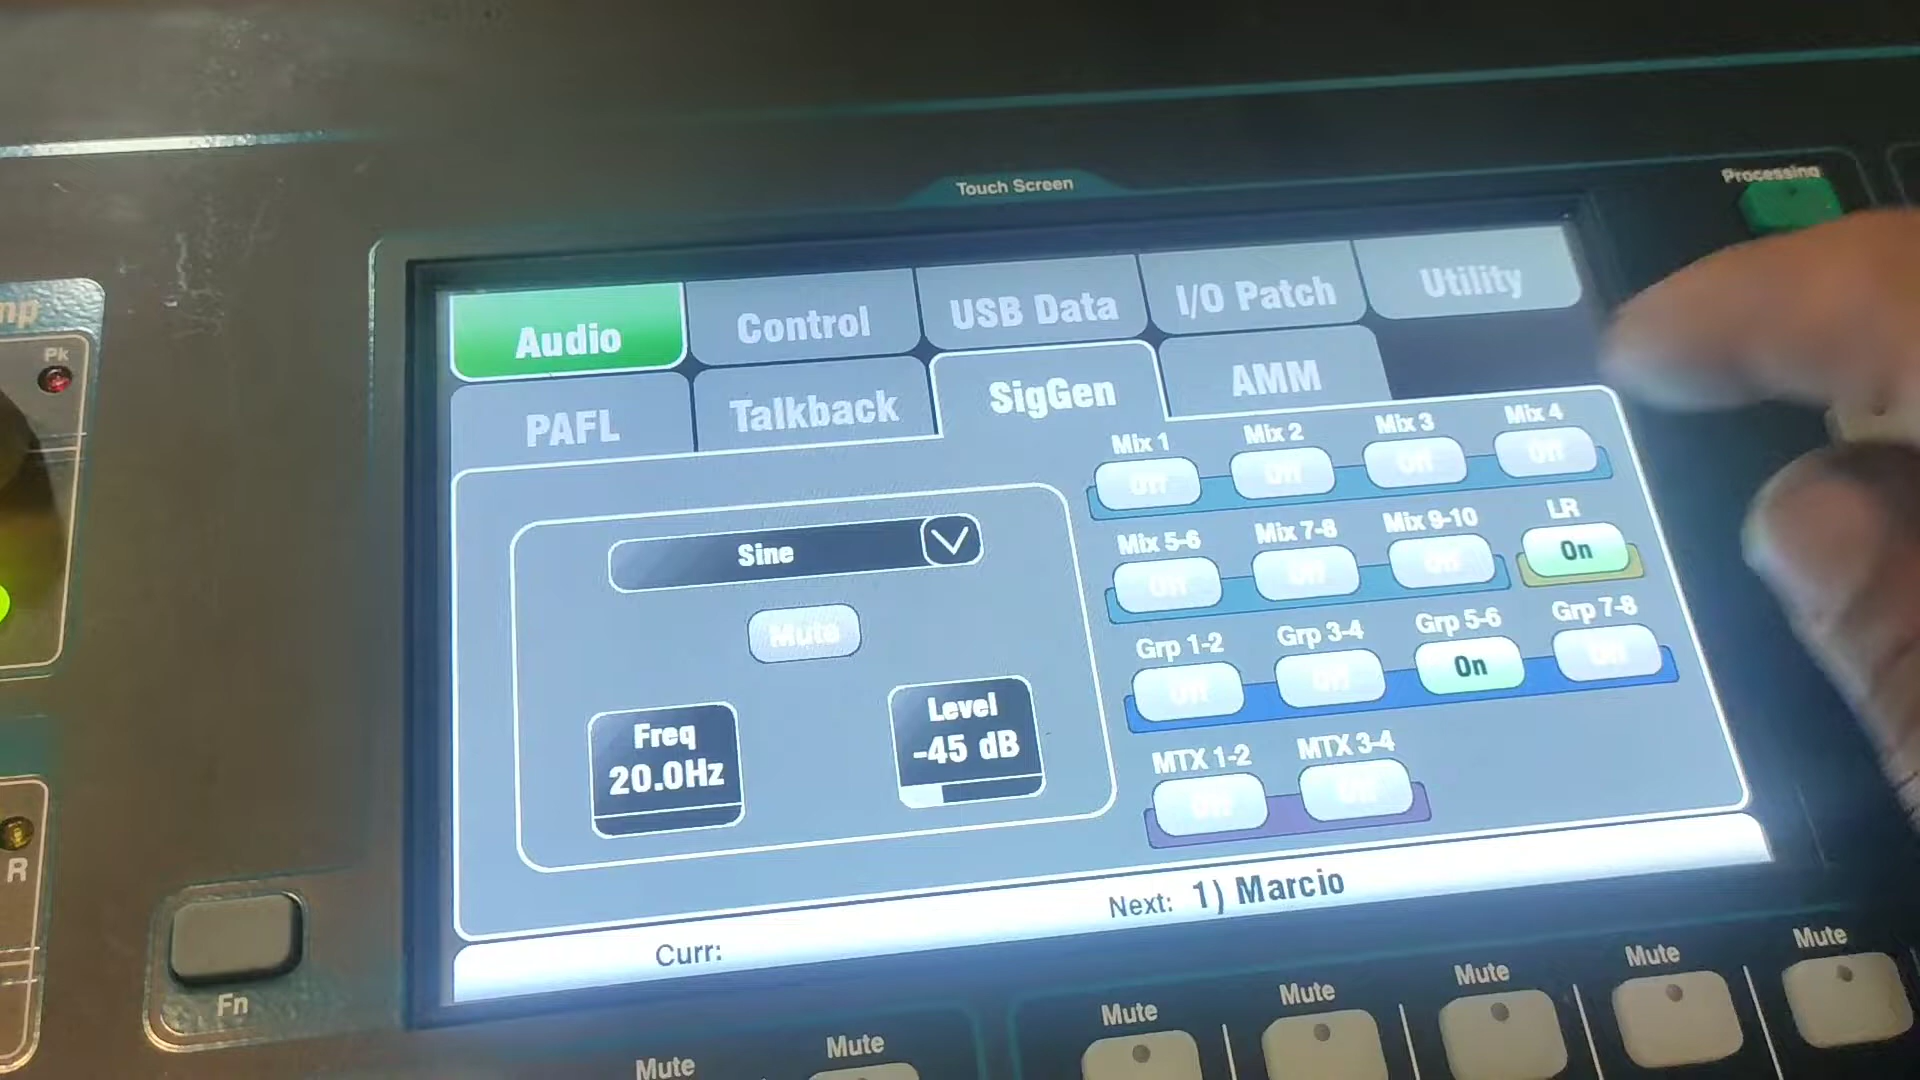 Touch Screen
Processing
mp
Pk
Audio
Control
USB Data
I/O Patch
Utility
PAFL
Talkback
SigGen
AMM
Mix 1
Mix 2
Mix 3
Mix 4
Off
Off
Off
Off
Sine
Mix 5-6
Mix 7-8
Mix 9-10
LR
Off
Off
Off
On
Mute
Grp 1-2
Grp 3-4
Grp 5-6
Grp 7-8
Off
Off
On
Off
Freq
20.0Hz
Level
-45 dB
MTX 1-2
MTX 3-4
Off
Off
R
Curr:
Next: 1) Marcio
Fn
Mute
Mute
Mute
Mute
Mute
Mute
Mute